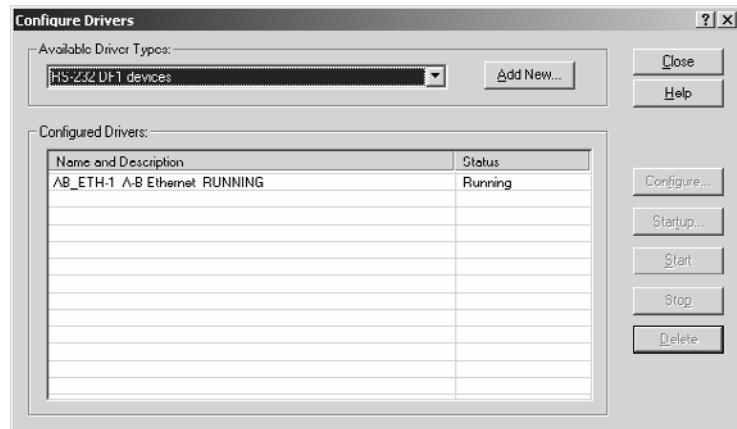 Configure Drivers
? X
Available Driver Types:
RS-232 DF1 devices
Add New...
Close
Help
Configured Drivers:
Name and Description Status
AB_ETH-1 A-B Ethernet RUNNING Running
Configure...
Startup...
Start
Stop
Delete